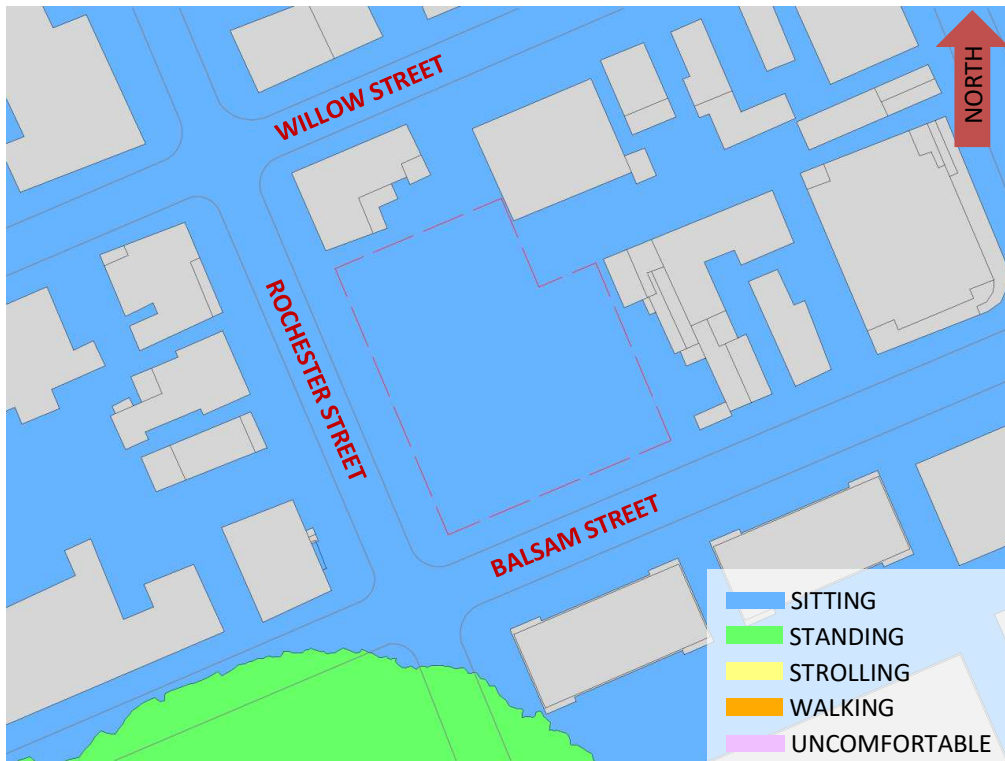 WILLOW STREET
NORTH
ROCHESTER STREET
BALSAM STREET
SITTING
STANDING
STROLLING
WALKING
UNCOMFORTABLE